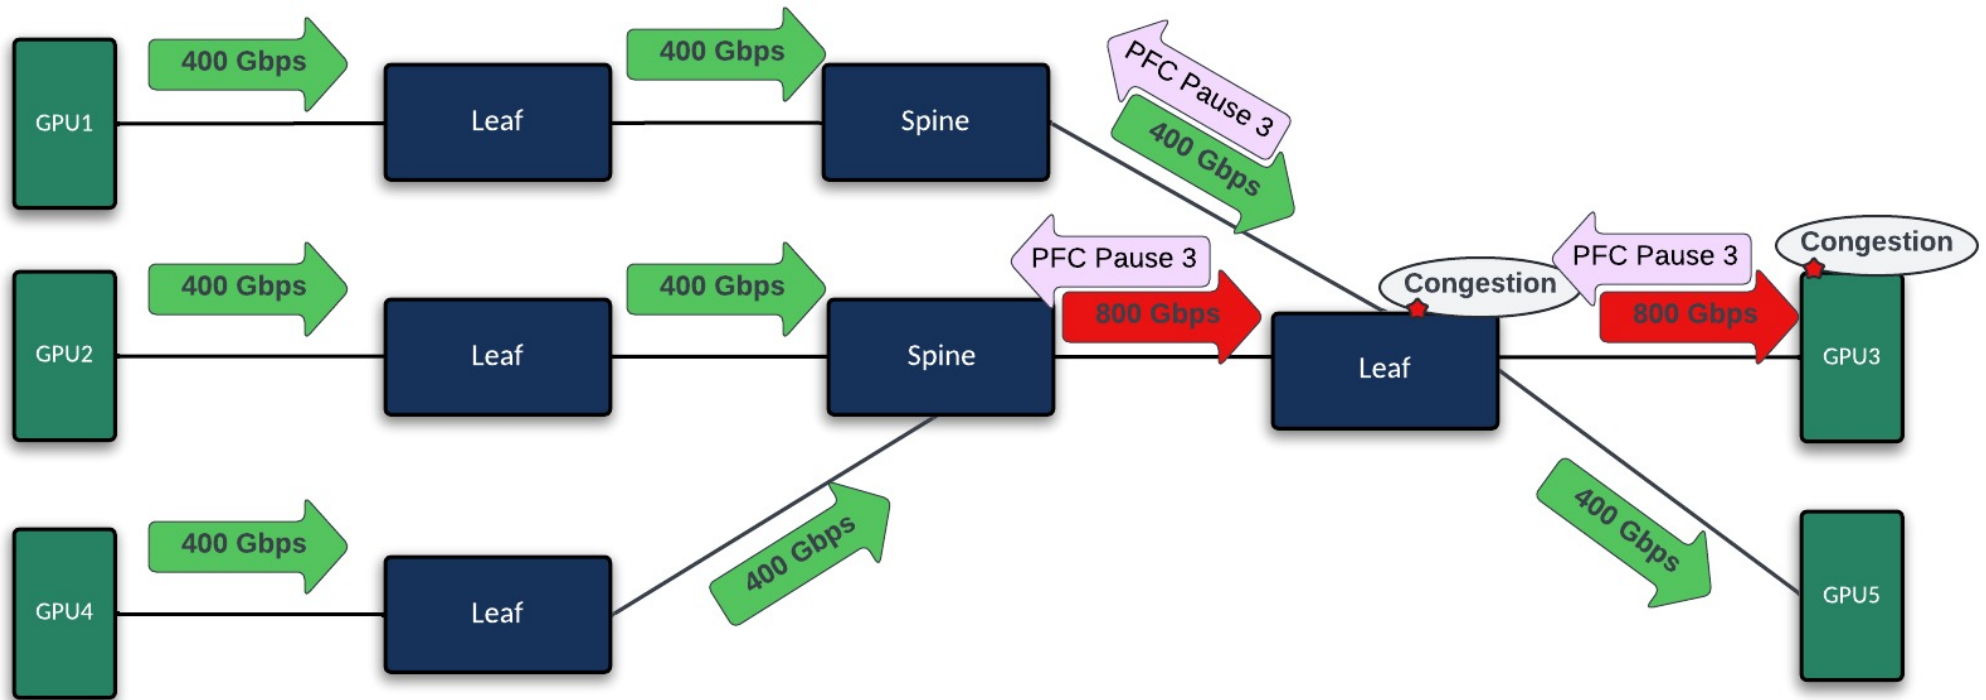 400 Gbps
400 Gbps
PFC Pause 3
400 Gbps
GPU1
Leaf
Spine
400 Gbps
400 Gbps
PFC Pause 3
800 Gbps
Congestion
PFC Pause 3
800 Gbps
Congestion
GPU2
Leaf
Spine
Leaf
GPU3
400 Gbps
400 Gbps
400 Gbps
GPU4
Leaf
GPU5